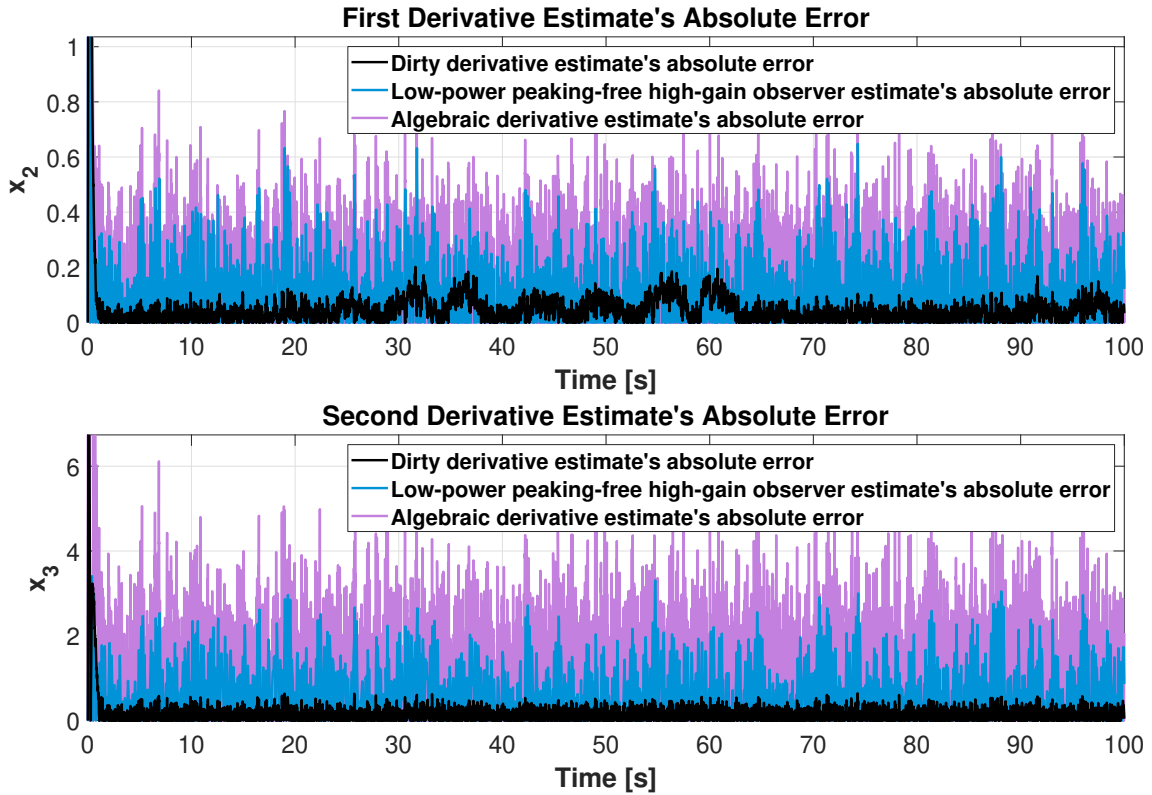 First Derivative Estimate's Absolute Error
1
0.8
0.6
0.4
0.2
0
x2
Dirty derivative estimate's absolute error
Low-power peaking-free high-gain observer estimate's absolute error
Algebraic derivative estimate's absolute error
0 10 20 30 40 50 60 70 80 90 100
Time [s]
Second Derivative Estimate's Absolute Error
6
4
2
0
x3
Dirty derivative estimate's absolute error
Low-power peaking-free high-gain observer estimate's absolute error
Algebraic derivative estimate's absolute error
0 10 20 30 40 50 60 70 80 90 100
Time [s]